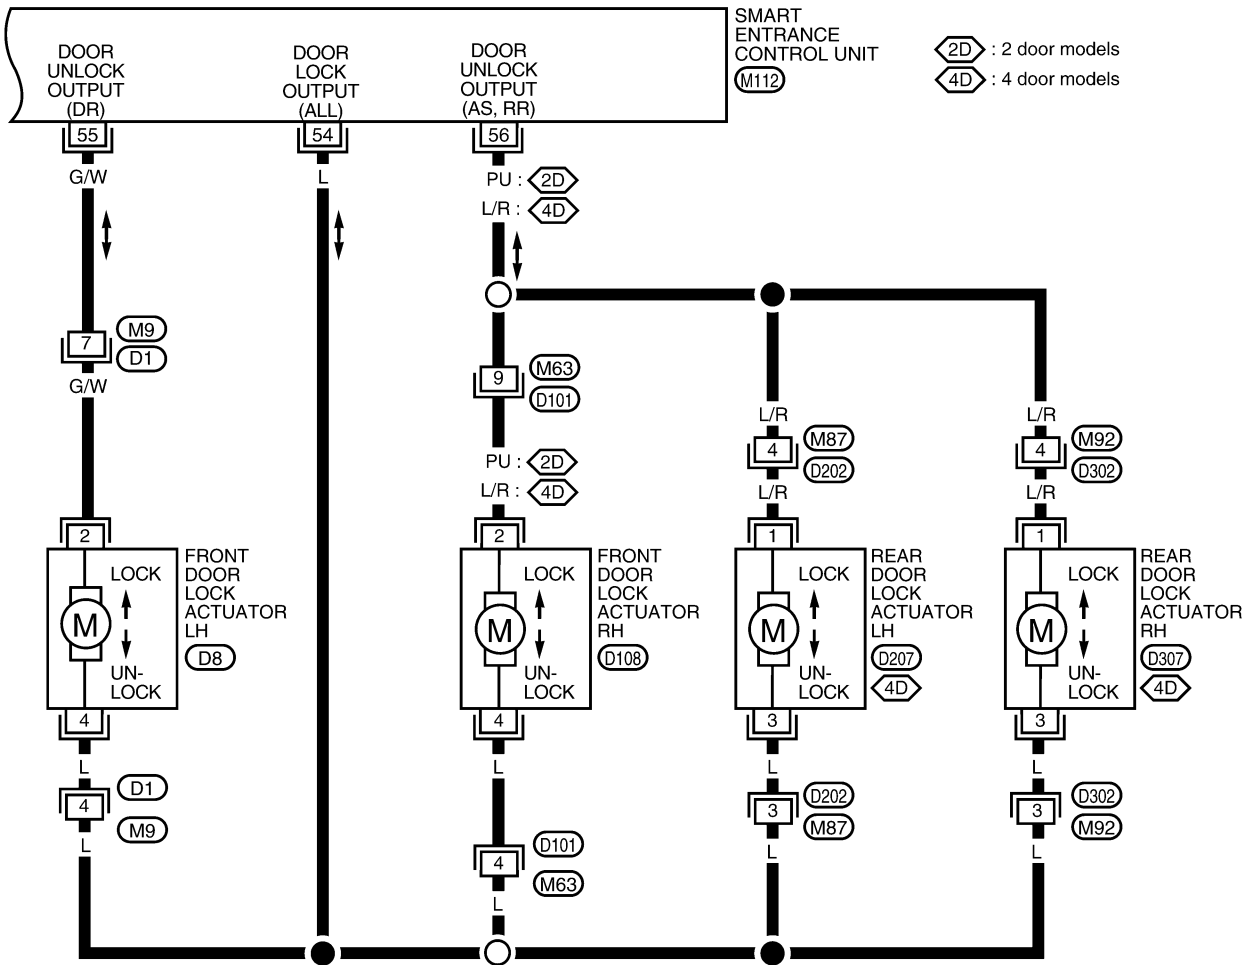 SMART
ENTRANCE
CONTROL UNIT
M112
2D : 2 door models
4D : 4 door models
DOOR
UNLOCK
OUTPUT
(DR)
DOOR
LOCK
OUTPUT
(ALL)
DOOR
UNLOCK
OUTPUT
(AS, RR)
55
54
56
G/W
L
PU : 2D
L/R : 4D
7
M9
D1
G/W
9
M63
D101
PU : 2D
L/R : 4D
L/R
4
M87
D202
L/R
L/R
4
M92
D302
L/R
2
LOCK
M
UN-
LOCK
FRONT
DOOR
LOCK
ACTUATOR
LH
D8
4
2
LOCK
M
UN-
LOCK
FRONT
DOOR
LOCK
ACTUATOR
RH
D108
4
1
LOCK
M
UN-
LOCK
REAR
DOOR
LOCK
ACTUATOR
LH
D207
4D
3
1
LOCK
M
UN-
LOCK
REAR
DOOR
LOCK
ACTUATOR
RH
D307
4D
3
L
4
D1
M9
L
L
4
D101
M63
L
L
3
D202
M87
L
L
3
D302
M92
L